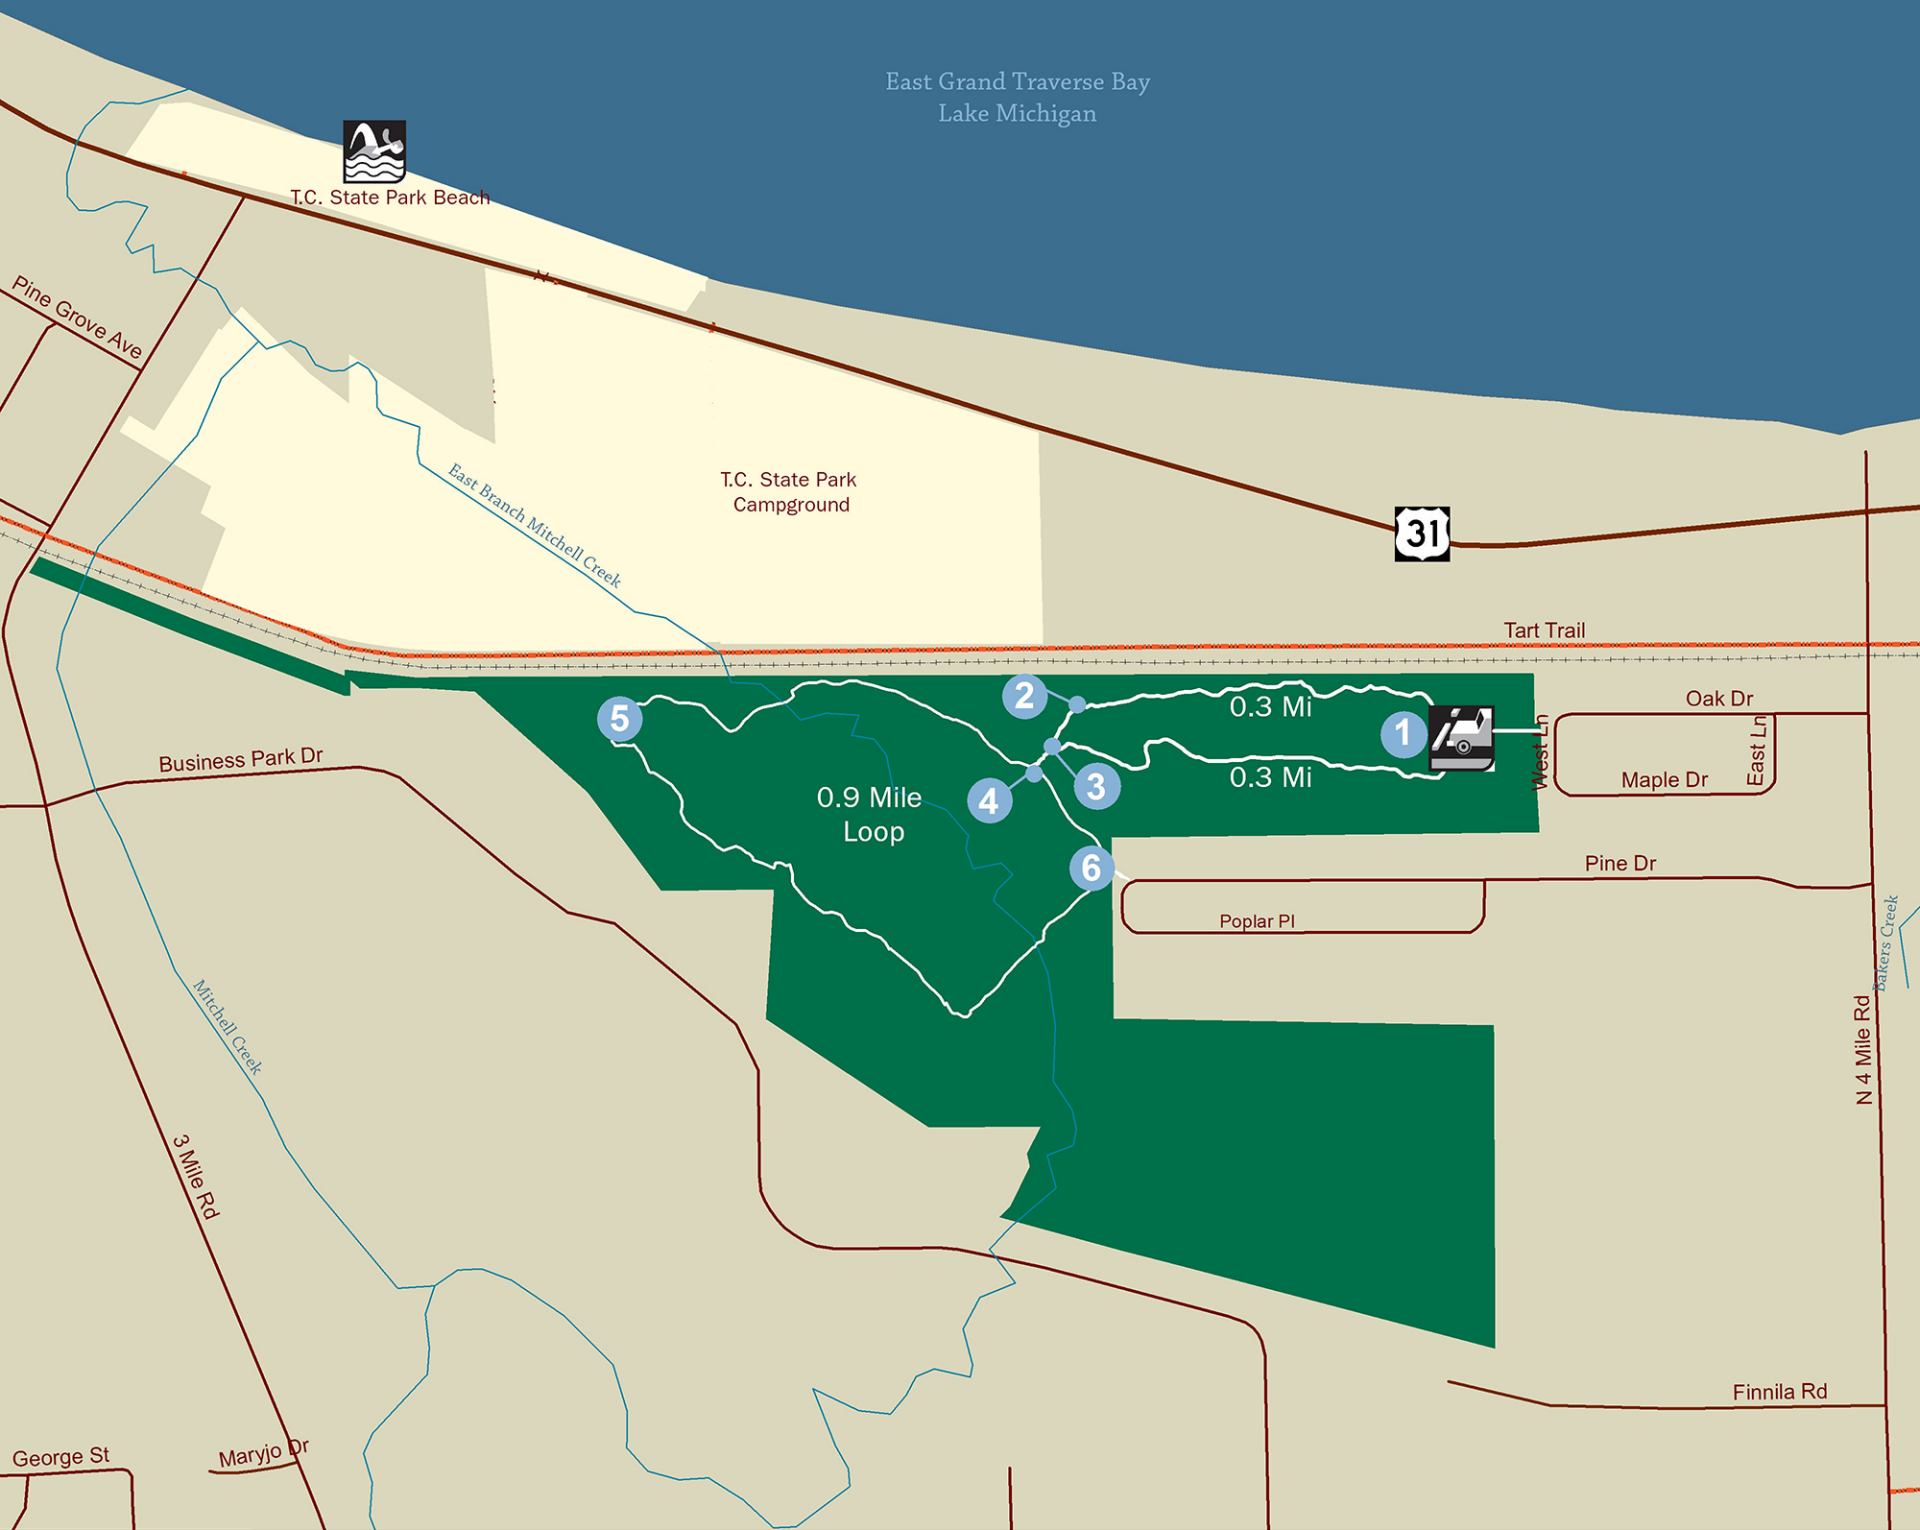 East Grand Traverse Bay
Lake Michigan
T.C. State Park Beach
Pine Grove Ave
East Branch Mitchell Creek
T.C. State Park
Campground
31
Tart Trail
Oak Dr
West Ln
East Ln
Maple Dr
2
0.3 Mi
1
5
3
0.3 Mi
4
0.9 Mile
Loop
Business Park Dr
6
Pine Dr
Poplar Pl
Bakers Creek
Mitchell Creek
N 4 Mile Rd
3 Mile Rd
Finnila Rd
George St
Maryjo Dr